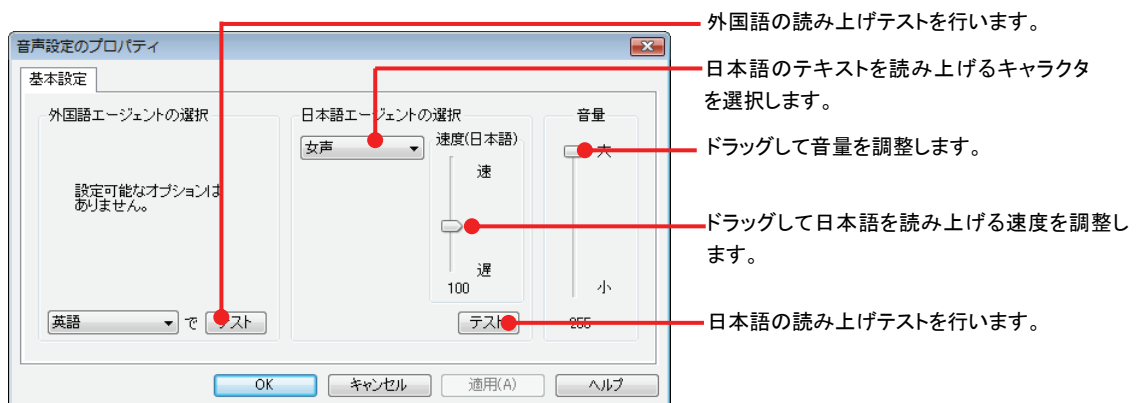 外国語の読み上げテストを行います。
音声設定のプロパティ
日本語のテキストを読み上げるキャラクタ
を選択します。
基本設定
外国語エージェントの選択
日本語エージェントの選択
音量
女声
速度(日本語)
大
ドラッグして音量を調整します。
速
設定可能なオプションは
ありません。
ドラッグして日本語を読み上げる速度を調整し
ます。
遅
100
小
英語
で
テスト
テスト
255
日本語の読み上げテストを行います。
OK
キャンセル
適用(A)
ヘルプ